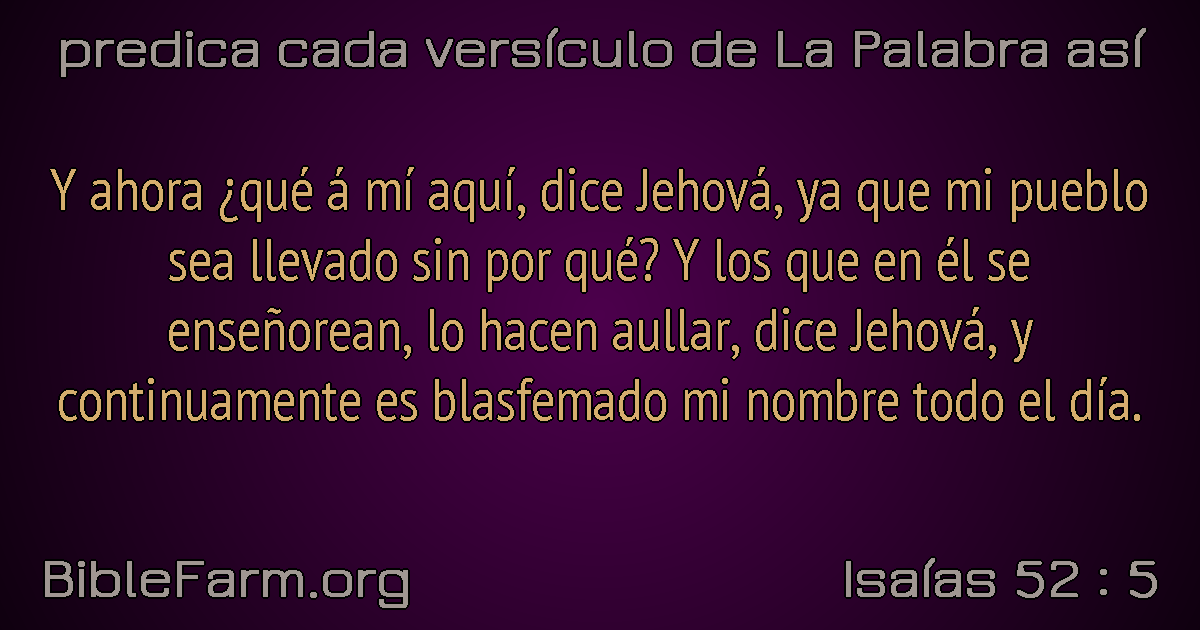 predica cada versículo de La Palabra así
Y ahora ¿qué á mí aquí, dice Jehová, ya que mi pueblo
sea llevado sin por qué? Y los que en él se
enseñorean, lo hacen aullar, dice Jehová, y
continuamente es blasfemado mi nombre todo el día.
BibleFarm.org
Isaías 52 : 5